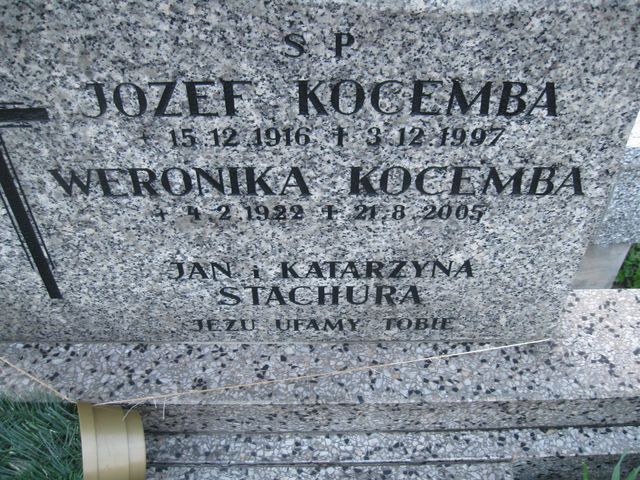 S P
JOZEF KOCEMBA
+ 15.12.1916 + 3.12.1997
WERONIKA KOCEMBA
+ 4.2.1922 + 21.8.2005
JAN i KATARZYNA
STACHURA
JEZU UFAMY TOBIE